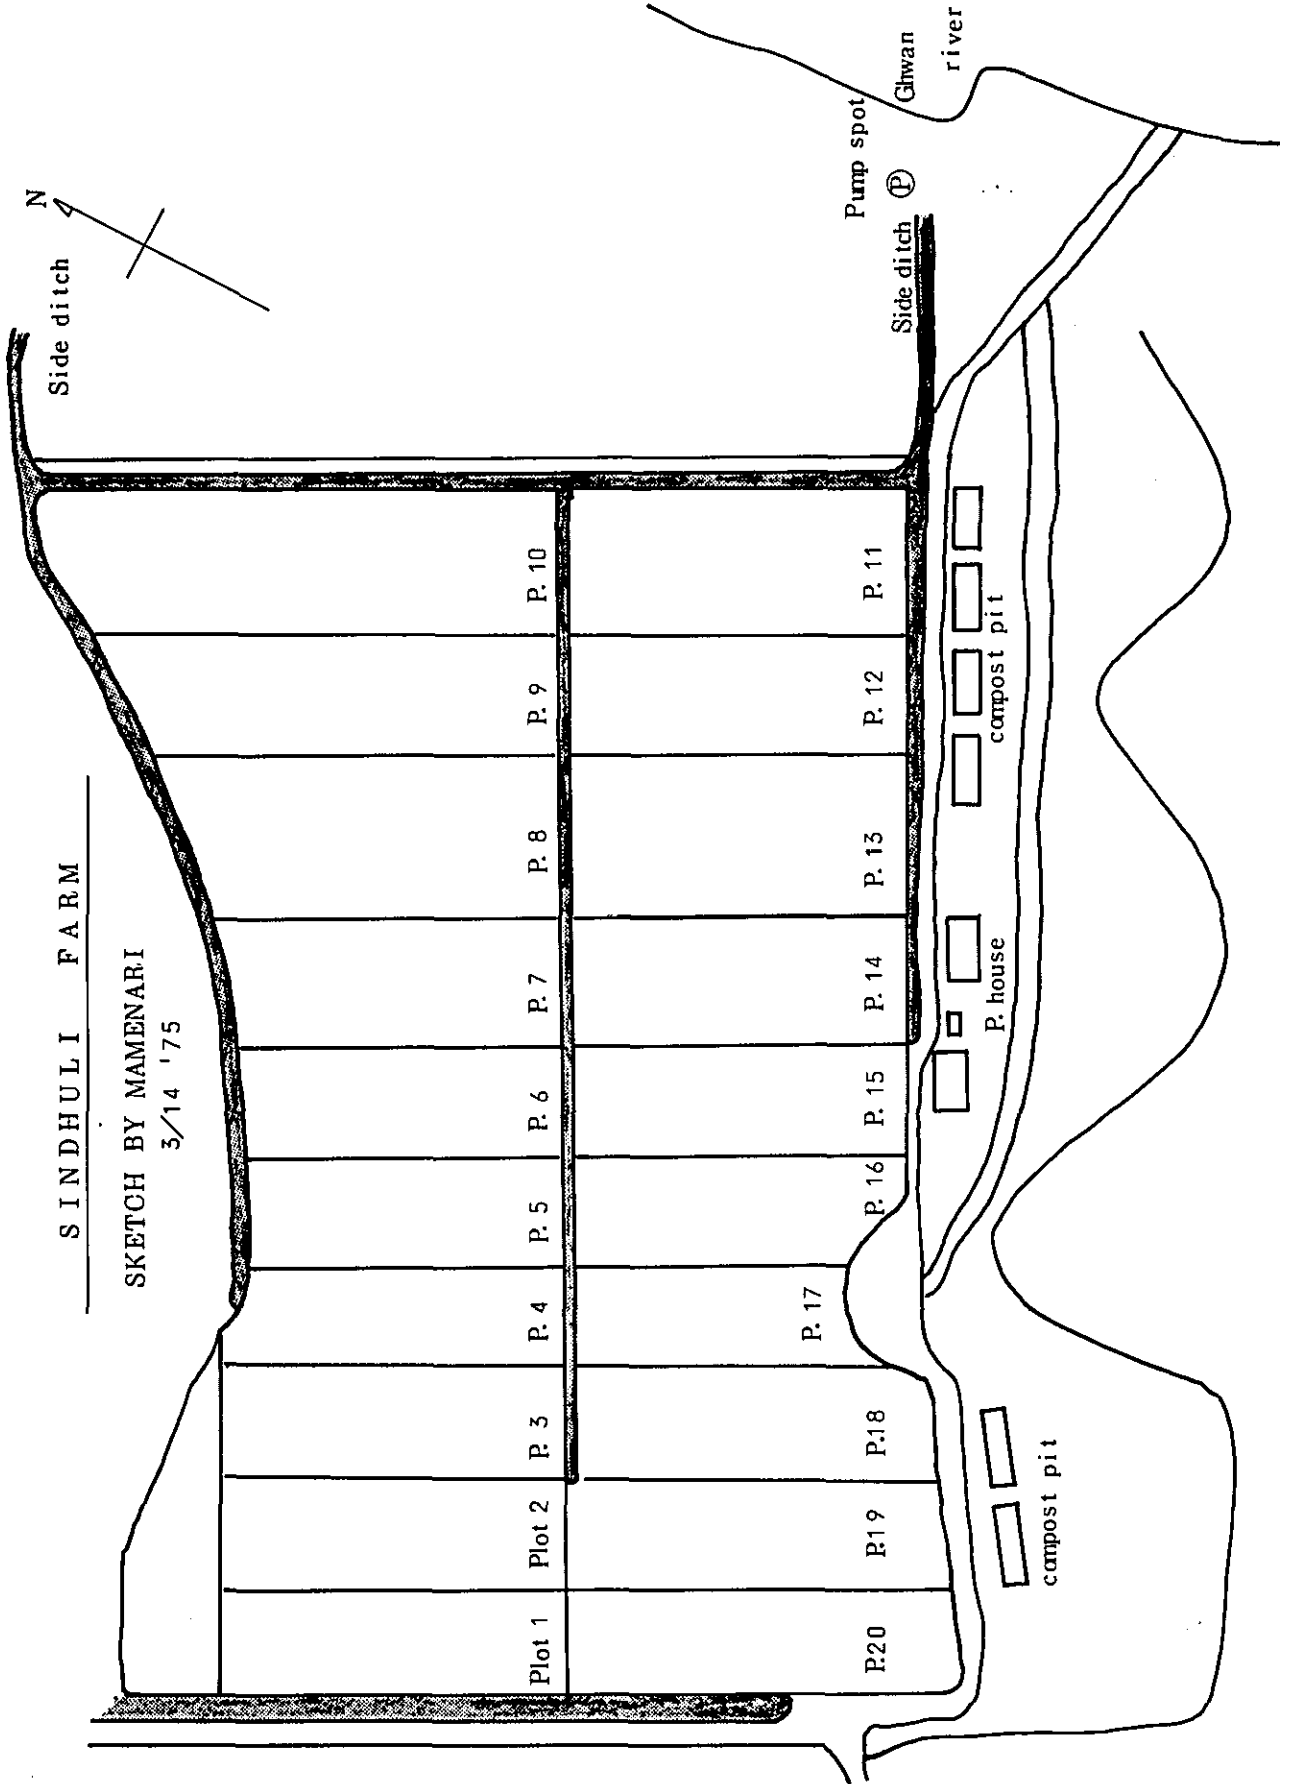 SINDHULI FARM
SKETCH BY MAMENARI
3/14 '75
N
Side ditch
Plot 1
Plot 2
P. 3
P. 4
P. 5
P. 6
P. 7
P. 8
P. 9
P. 10
P.20
P.19
P.18
P. 17
P. 16
P. 15
P. 14
P. 13
P. 12
P. 11
Side ditch
Pump spot
P
Ghwan
river
compost pit
P. house
compost pit